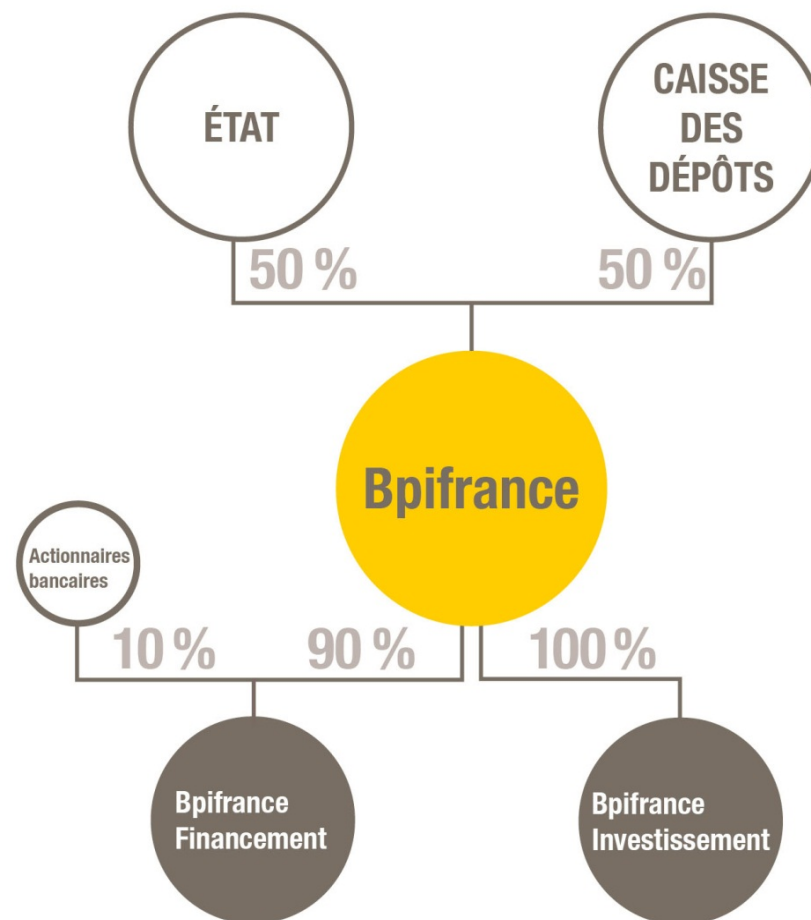 ÉTAT
CAISSE
DES
DÉPÔTS
50 %
50 %
Bpifrance
Actionnaires
bancaires
10 %
90 %
100 %
Bpifrance
Financement
Bpifrance
Investissement